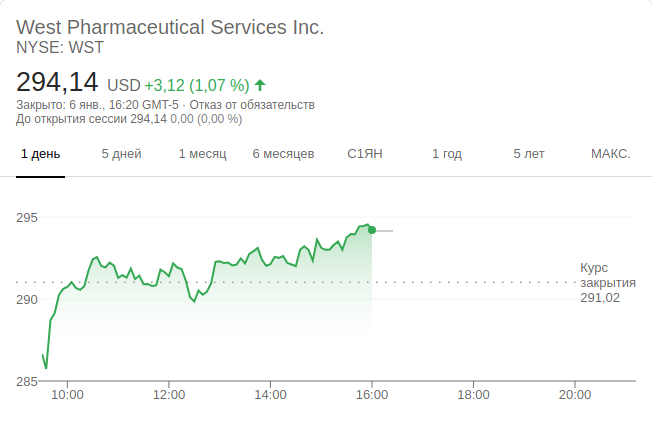 West Pharmaceutical Services Inc.
NYSE: WST
294,14 USD +3,12 (1,07 %)
Закрыто: 6 янв., 16:20 GMT-5 · Отказ от обязательств
До открытия сессии 294,14 0,00 (0,00 %)
1 день 5 дней 1 месяц 6 месяцев С1ЯН 1 год 5 лет МАКС.
295
290
285
Курс
закрытия
291,02
10:00 12:00 14:00 16:00 18:00 20:00